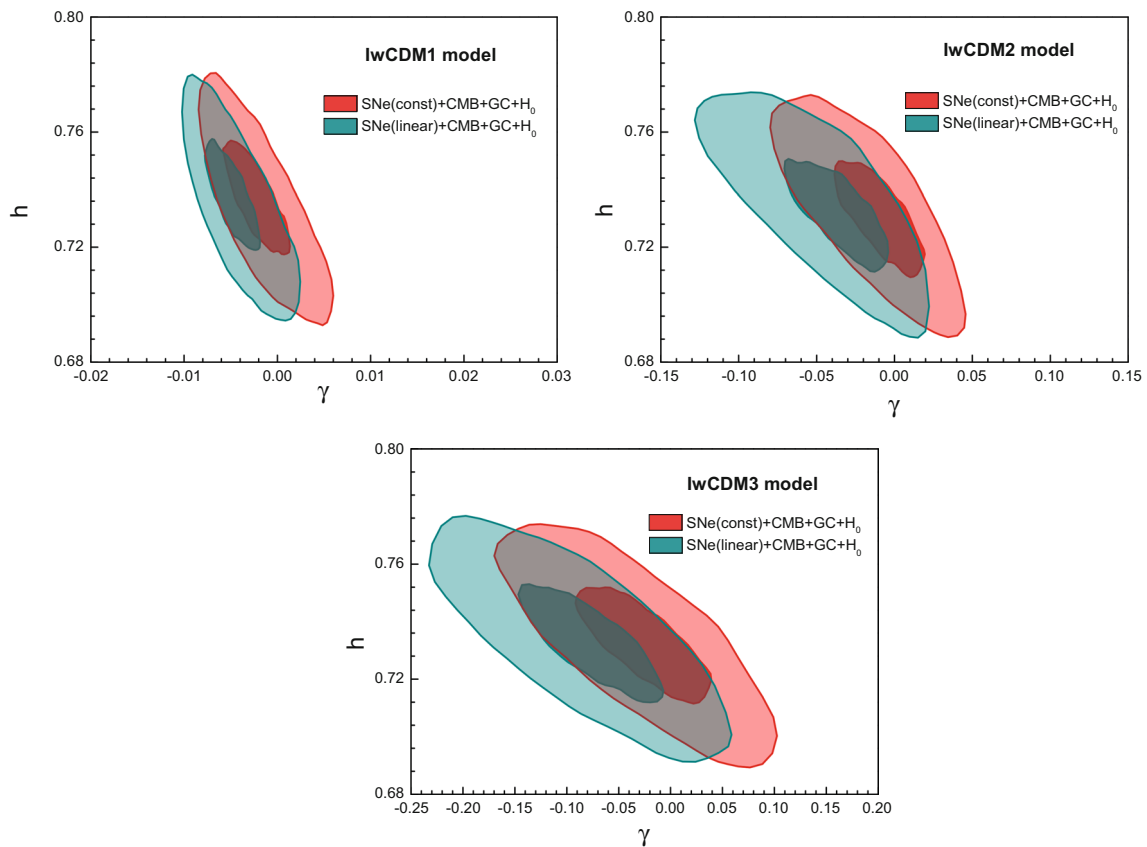 0.80
IwCDM1 model
SNe(const)+CMB+GC+H0
SNe(linear)+CMB+GC+H0
0.76
h
0.72
0.68
-0.02 -0.01 0.00 0.01 0.02 0.03
γ
0.80
IwCDM2 model
SNe(const)+CMB+GC+H0
SNe(linear)+CMB+GC+H0
0.76
h
0.72
0.68
-0.15 -0.10 -0.05 0.00 0.05 0.10 0.15
γ
0.80
IwCDM3 model
SNe(const)+CMB+GC+H0
SNe(linear)+CMB+GC+H0
0.76
h
0.72
0.68
-0.25 -0.20 -0.15 -0.10 -0.05 0.00 0.05 0.10 0.15 0.20
γ